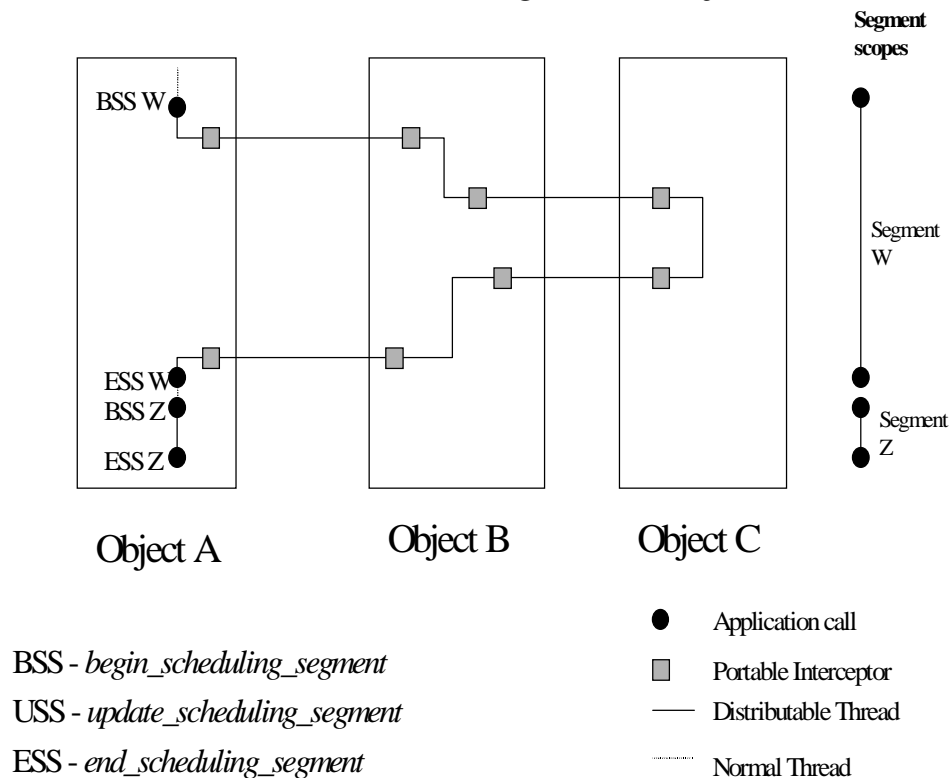 Segment
scopes
BSS W
Segment
W
ESS W
BSS Z
ESS Z
Segment
Z
Object A
Object B
Object C
Application call
BSS - begin_scheduling_segment
Portable Interceptor
USS - update_scheduling_segment
Distributable Thread
ESS - end_scheduling_segment
Normal Thread